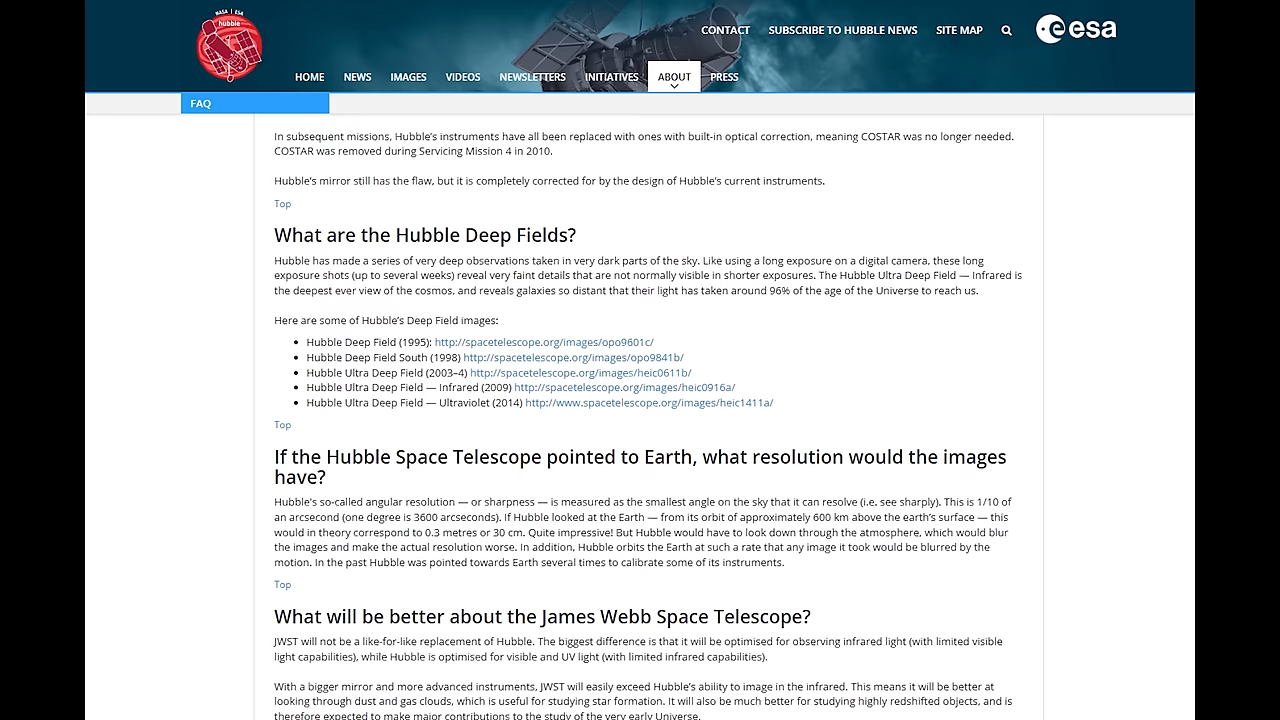 NASA | ESA
hubble
CONTACT SUBSCRIBE TO HUBBLE NEWS SITE MAP
esa
HOME NEWS IMAGES VIDEOS NEWSLETTERS INITIATIVES ABOUT PRESS
FAQ
In subsequent missions, Hubble's instruments have all been replaced with ones with built-in optical correction, meaning COSTAR was no longer needed.
COSTAR was removed during Servicing Mission 4 in 2010.
Hubble's mirror still has the flaw, but it is completely corrected for by the design of Hubble's current instruments.
Top
What are the Hubble Deep Fields?
Hubble has made a series of very deep observations taken in very dark parts of the sky. Like using a long exposure on a digital camera, these long
exposure shots (up to several weeks) reveal very faint details that are not normally visible in shorter exposures. The Hubble Ultra Deep Field — Infrared is
the deepest ever view of the cosmos, and reveals galaxies so distant that their light has taken around 96% of the age of the Universe to reach us.
Here are some of Hubble's Deep Field images:
• Hubble Deep Field (1995): http://spacetelescope.org/images/opo9601c/
• Hubble Deep Field South (1998) http://spacetelescope.org/images/opo9841b/
• Hubble Ultra Deep Field (2003–4) http://spacetelescope.org/images/heic0611b/
• Hubble Ultra Deep Field — Infrared (2009) http://spacetelescope.org/images/heic0916a/
• Hubble Ultra Deep Field — Ultraviolet (2014) http://www.spacetelescope.org/images/heic1411a/
Top
If the Hubble Space Telescope pointed to Earth, what resolution would the images
have?
Hubble's so-called angular resolution — or sharpness — is measured as the smallest angle on the sky that it can resolve (i.e. see sharply). This is 1/10 of
an arcsecond (one degree is 3600 arcseconds). If Hubble looked at the Earth — from its orbit of approximately 600 km above the earth's surface — this
would in theory correspond to 0.3 metres or 30 cm. Quite impressive! But Hubble would have to look down through the atmosphere, which would blur
the images and make the actual resolution worse. In addition, Hubble orbits the Earth at such a rate that any image it took would be blurred by the
motion. In the past Hubble was pointed towards Earth several times to calibrate some of its instruments.
Top
What will be better about the James Webb Space Telescope?
JWST will not be a like-for-like replacement of Hubble. The biggest difference is that it will be optimised for observing infrared light (with limited visible
light capabilities), while Hubble is optimised for visible and UV light (with limited infrared capabilities).
With a bigger mirror and more advanced instruments, JWST will easily exceed Hubble's ability to image in the infrared. This means it will be better at
looking through dust and gas clouds, which is useful for studying star formation. It will also be much better for studying highly redshifted objects, and is
therefore expected to make major contributions to the study of the very early Universe.